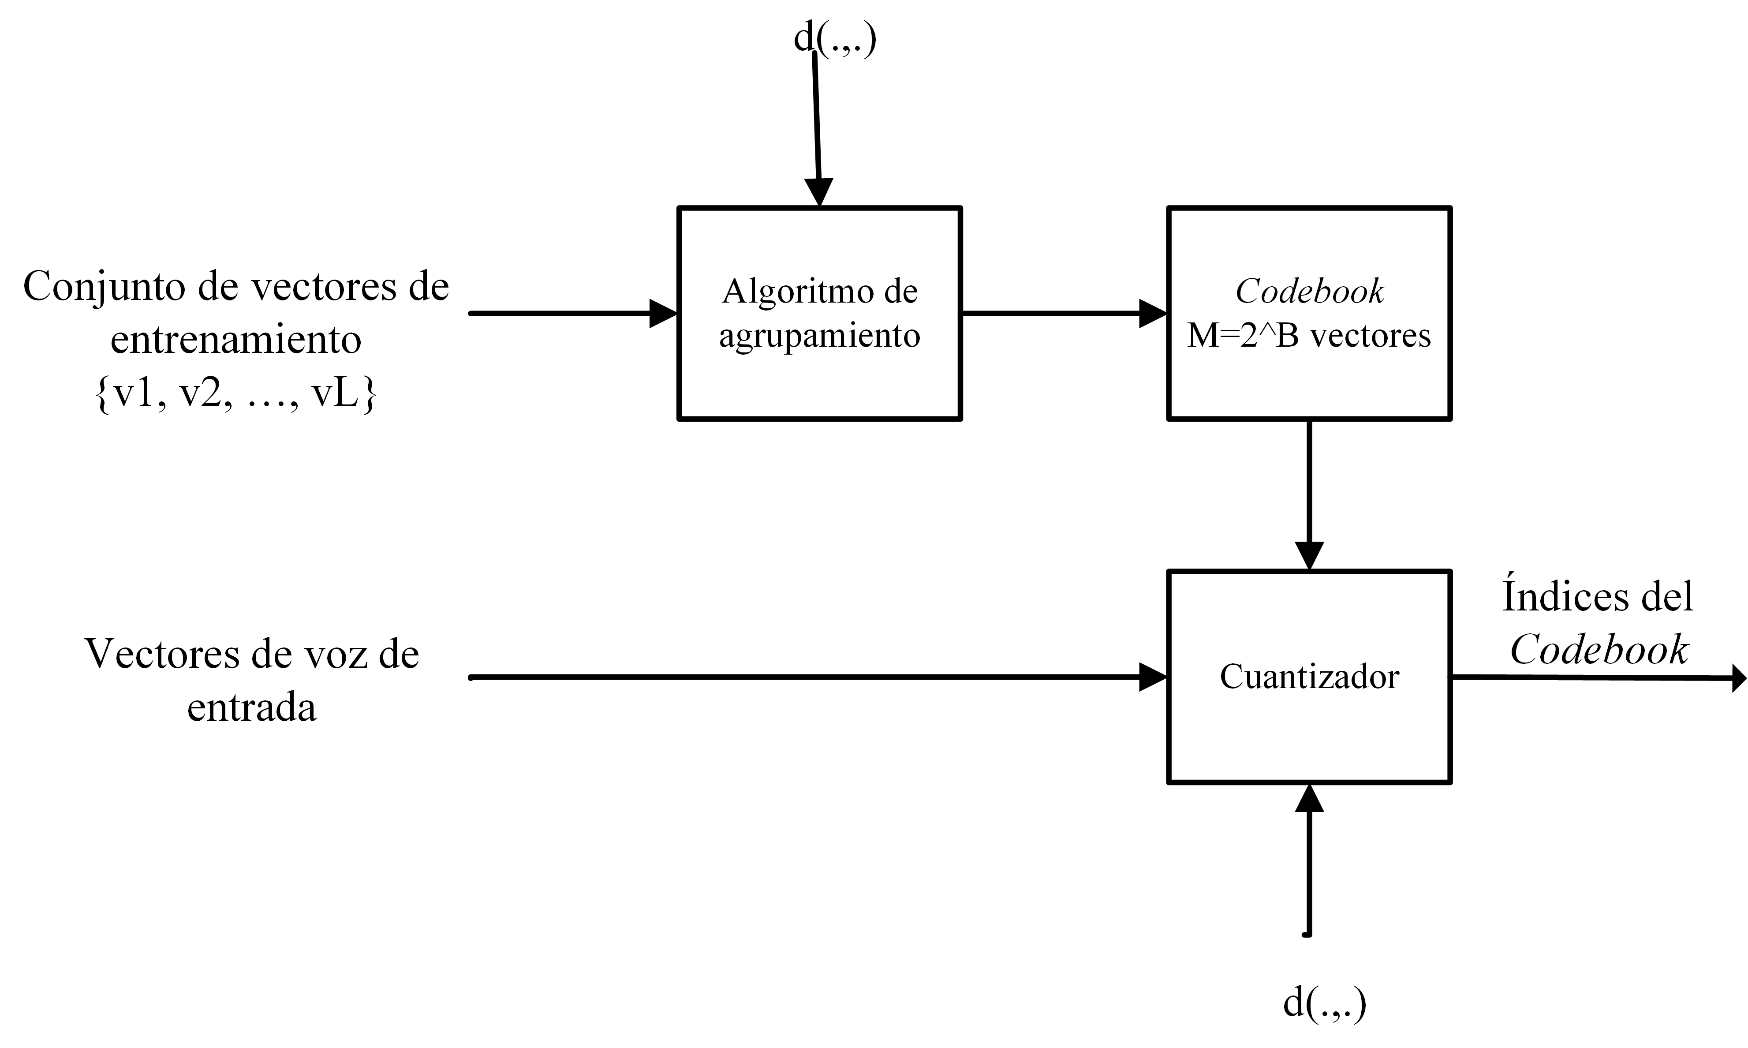 d(.,.)
Conjunto de vectores de
entrenamiento
{v1, v2, …, vL}
Algoritmo de
agrupamiento
Codebook
M=2^B vectores
Vectores de voz de
entrada
Cuantizador
Índices del
Codebook
d(.,.)